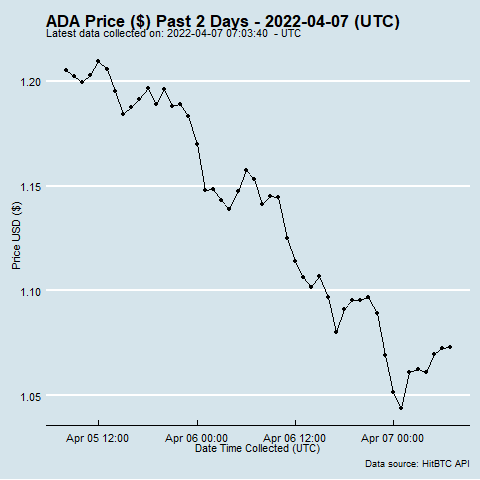 ADA Price ($) Past 2 Days - 2022-04-07 (UTC)
Latest data collected on: 2022-04-07 07:03:40  - UTC
1.20
1.15
1.10
1.05
Price USD ($)
Apr 05 12:00
Apr 06 00:00
Apr 06 12:00
Apr 07 00:00
Date Time Collected (UTC)
Data source: HitBTC API